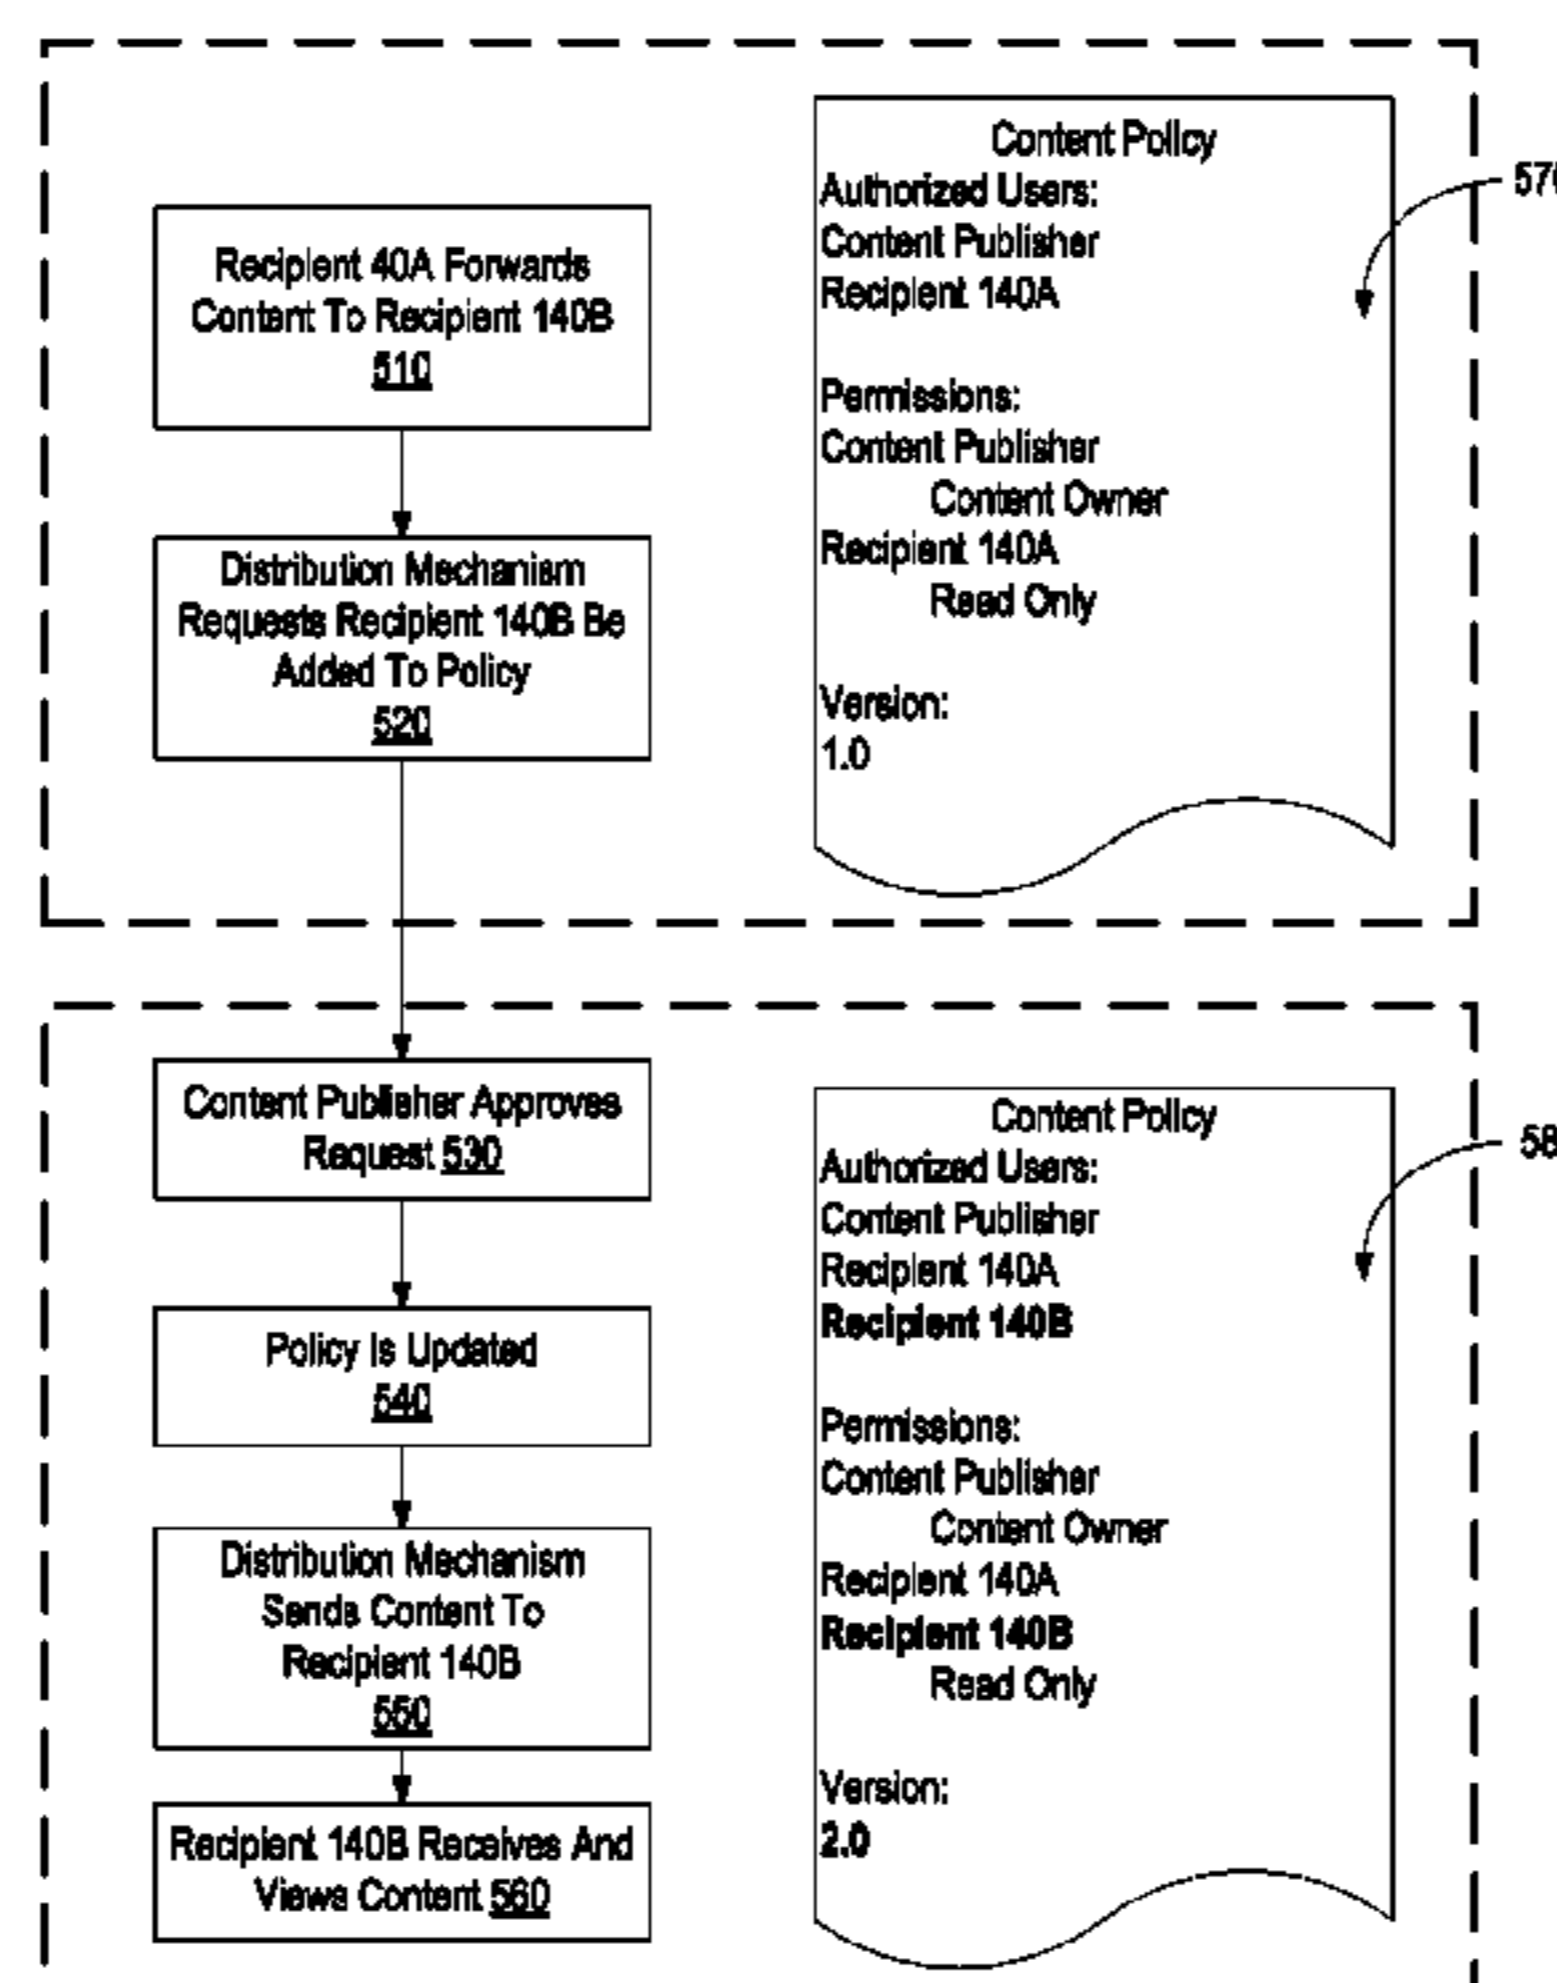 Recipient 40A Forwards
Content To Recipient 140B
510
Distribution Mechanism
Requests Recipient 140B Be
Added To Policy
520
Content Policy
Authorized Users:
Content Publisher
Recipient 140A
Permissions:
Content Publisher
Content Owner
Recipient 140A
Read Only
Version:
1.0
Content Publisher Approves
Request 530
Policy Is Updated
540
Distribution Mechanism
Sends Content To
Recipient 140B
550
Recipient 140B Receives And
Views Content 560
Content Policy
Authorized Users:
Content Publisher
Recipient 140A
Recipient 140B
Permissions:
Content Publisher
Content Owner
Recipient 140A
Recipient 140B
Read Only
Version:
2.0